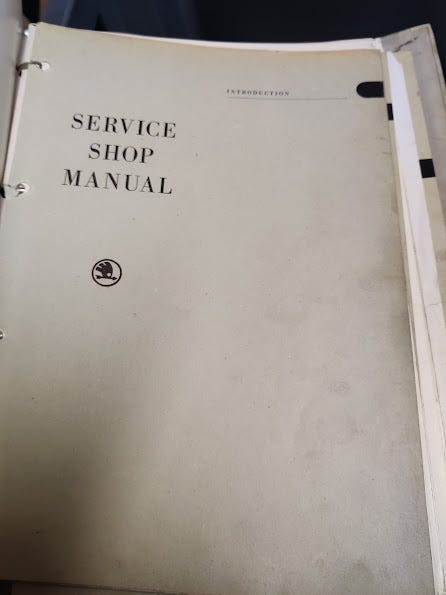 INTRODUCTION
SERVICE
SHOP
MANUAL